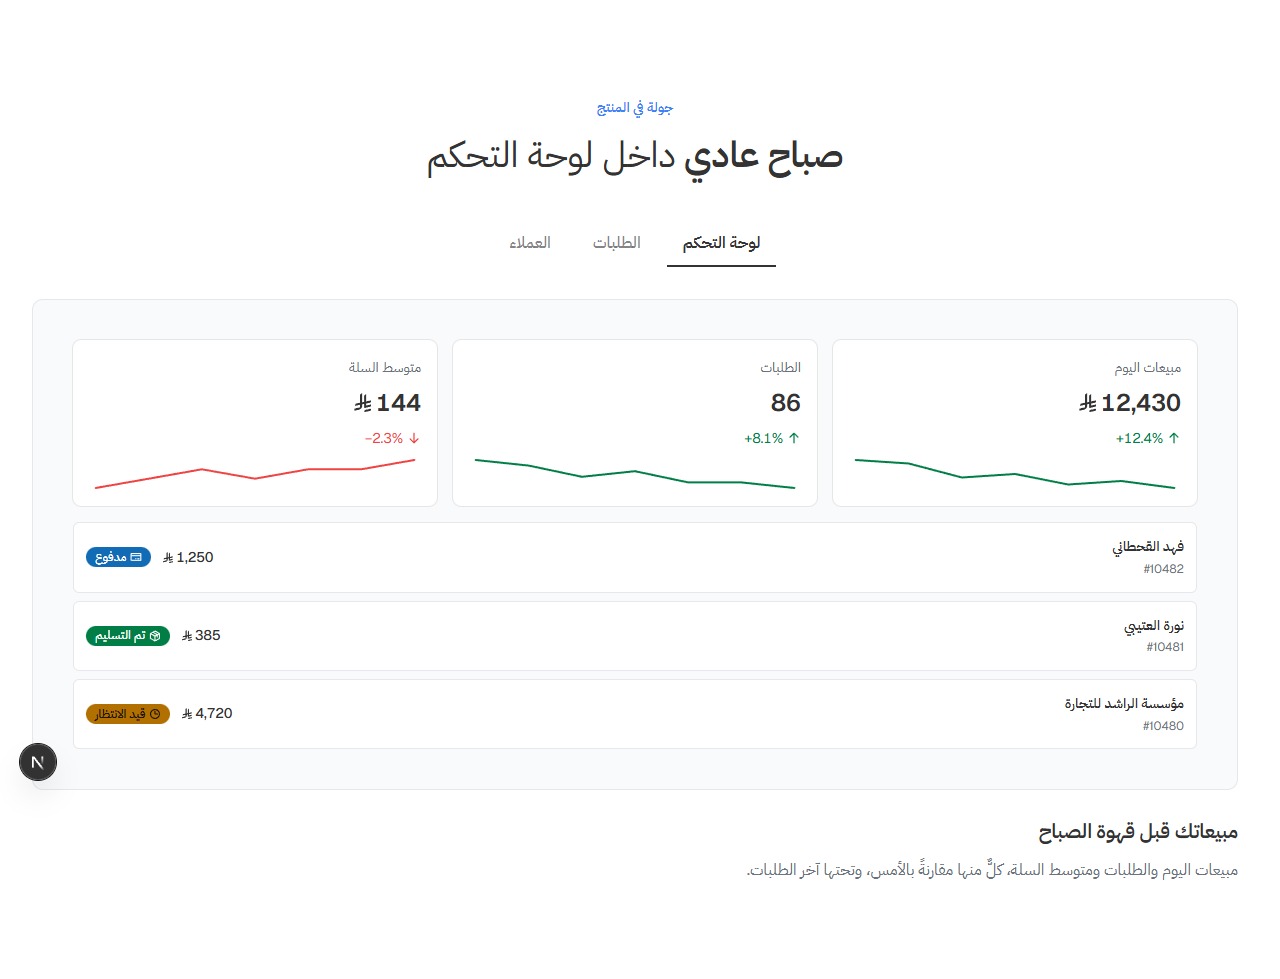 جولة في المنتج
صباح عادي داخل لوحة التحكم
لوحة التحكم
الطلبات
العملاء
مبيعات اليوم
12,430
+12.4%
الطلبات
86
+8.1%
متوسط السلة
144
−2.3%
فهد القحطاني
#10482
1,250
مدفوع
نورة العتيبي
#10481
385
تم التسليم
مؤسسة الراشد للتجارة
#10480
4,720
قيد الانتظار
N
مبيعاتك قبل قهوة الصباح
مبيعات اليوم والطلبات ومتوسط السلة، كلٌّ منها مقارنةً بالأمس، وتحتها آخر الطلبات.